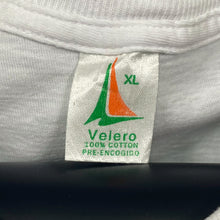 XL
Velero
100% COTTON
PRE-ENCOGIDO